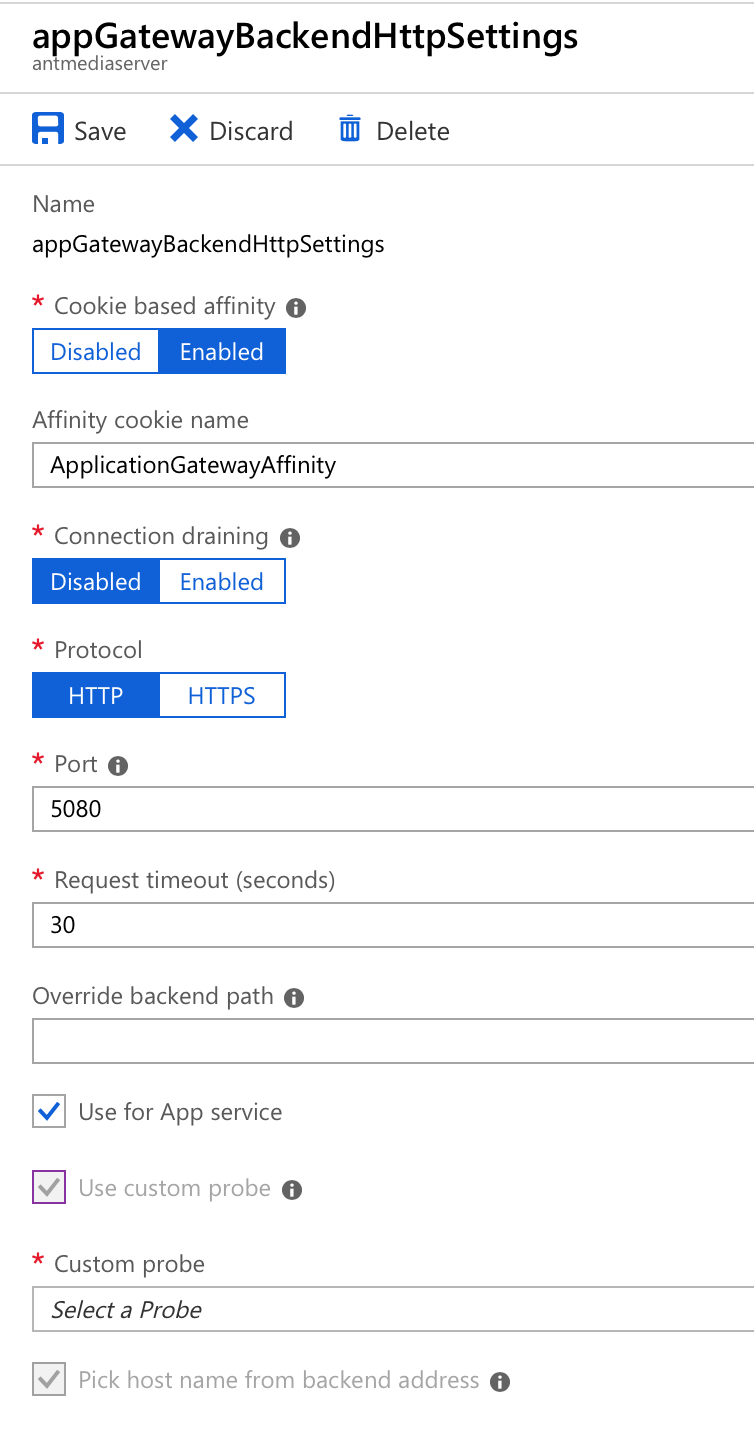 appGatewayBackendHttpSettings
antmediaserver
Save Discard Delete
Name
appGatewayBackendHttpSettings
* Cookie based affinity
Disabled Enabled
Affinity cookie name
ApplicationGatewayAffinity
* Connection draining
Disabled Enabled
* Protocol
HTTP HTTPS
* Port
5080
* Request timeout (seconds)
30
Override backend path
Use for App service
Use custom probe
* Custom probe
Select a Probe
Pick host name from backend address